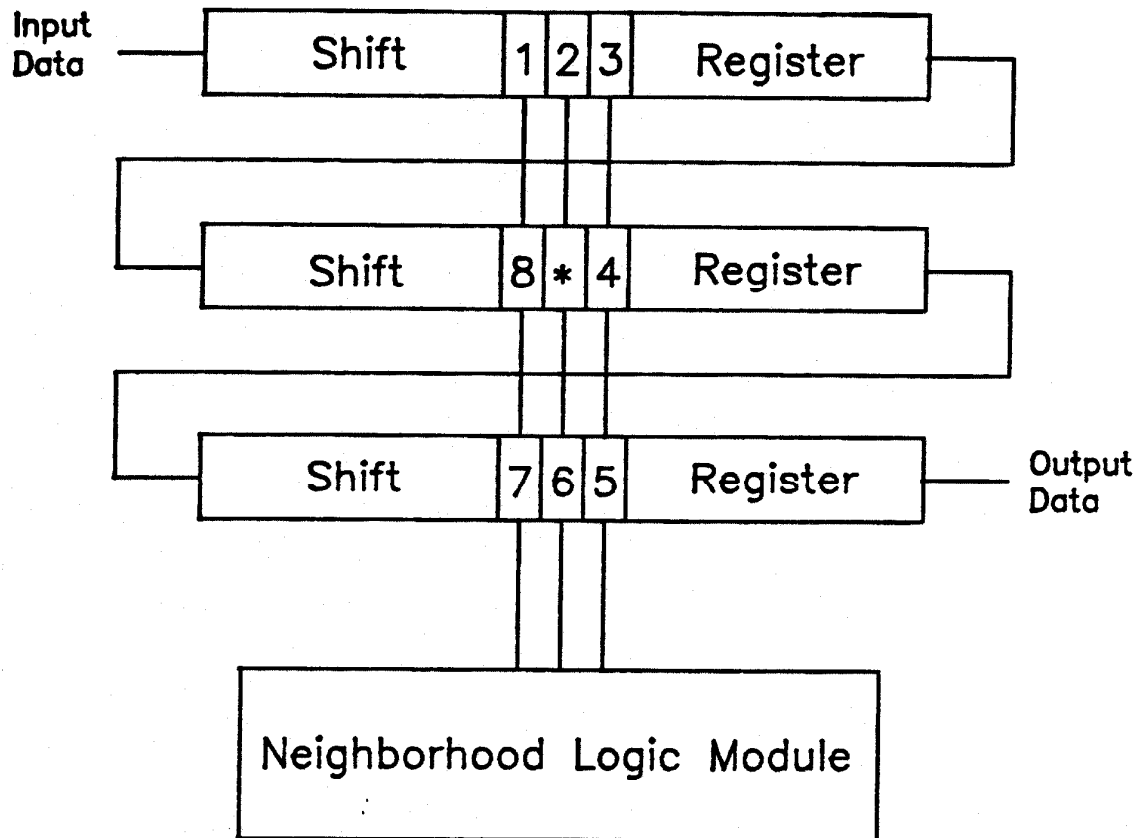 Input
Data
Shift 1 2 3 Register
Shift 8 * 4 Register
Shift 7 6 5 Register
Output
Data
Neighborhood Logic Module